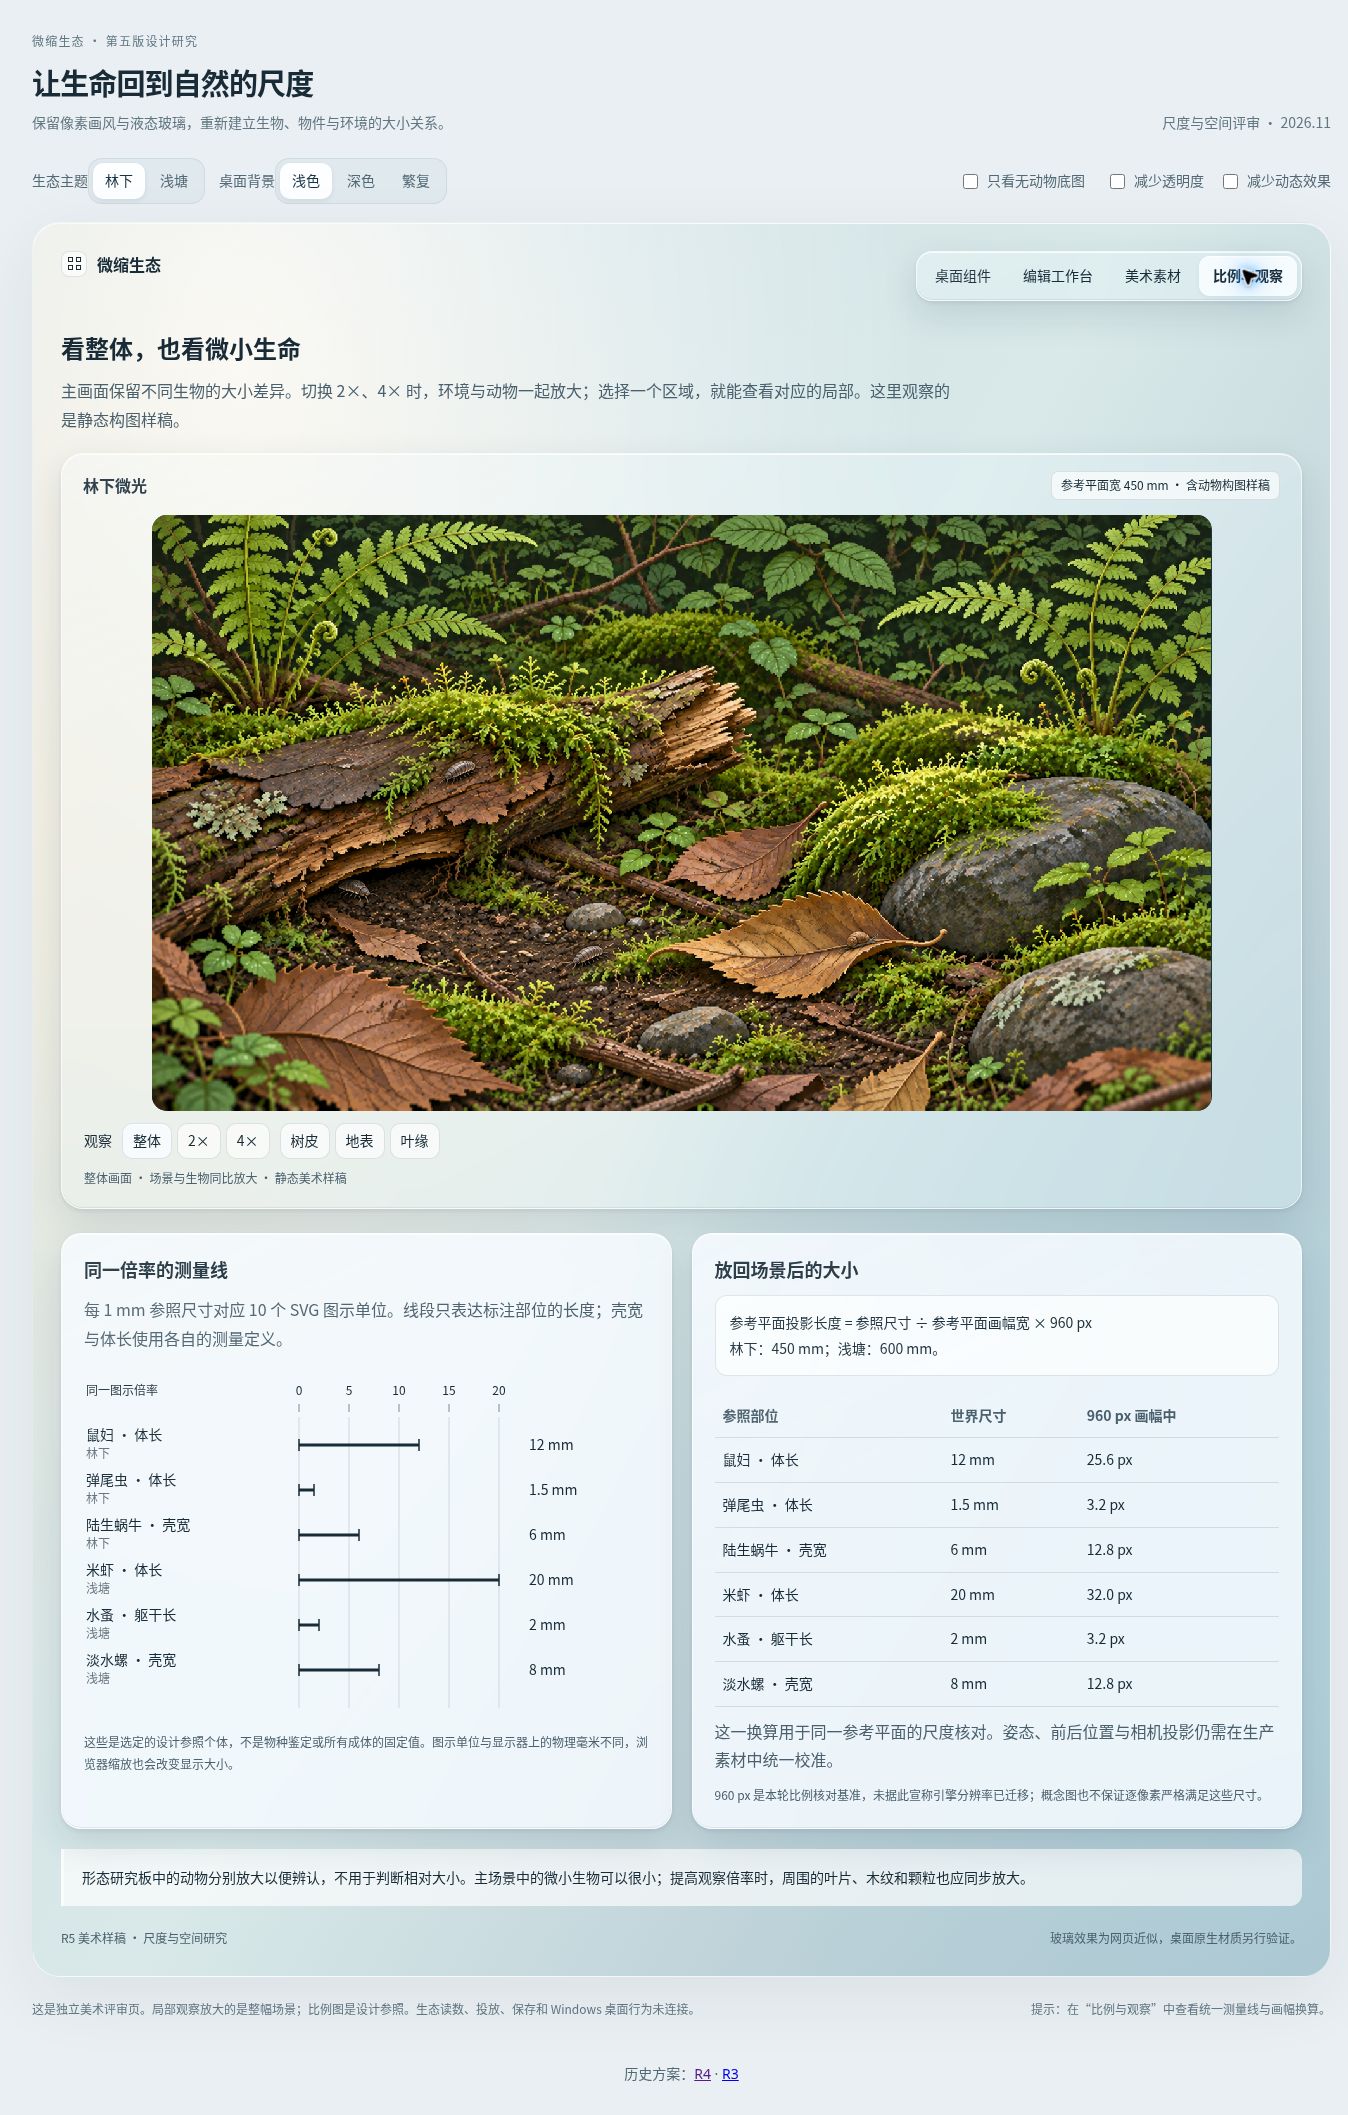 微缩生态 · 第五版设计研究
让生命回到自然的尺度
保留像素画风与液态玻璃，重新建立生物、物件与环境的大小关系。
尺度与空间评审 · 2026.11
生态主题 林下 浅塘 桌面背景 浅色 深色 繁复
只看无动物底图 减少透明度 减少动态效果
微缩生态
桌面组件 编辑工作台 美术素材 比例 观察
看整体，也看微小生命
主画面保留不同生物的大小差异。切换 2×、4× 时，环境与动物一起放大；选择一个区域，就能查看对应的局部。这里观察的
是静态构图样稿。
林下微光
参考平面宽 450 mm · 含动物构图样稿
观察 整体 2× 4× 树皮 地表 叶缘
整体画面 · 场景与生物同比放大 · 静态美术样稿
同一倍率的测量线
每 1 mm 参照尺寸对应 10 个 SVG 图示单位。线段只表达标注部位的长度；壳宽
与体长使用各自的测量定义。
同一图示倍率 0 5 10 15 20
鼠妇 · 体长
林下
12 mm
弹尾虫 · 体长
林下
1.5 mm
陆生蜗牛 · 壳宽
林下
6 mm
米虾 · 体长
浅塘
20 mm
水蚤 · 躯干长
浅塘
2 mm
淡水螺 · 壳宽
浅塘
8 mm
这些是选定的设计参照个体，不是物种鉴定或所有成体的固定值。图示单位与显示器上的物理毫米不同，浏
览器缩放也会改变显示大小。
放回场景后的大小
参考平面投影长度 = 参照尺寸 ÷ 参考平面画幅宽 × 960 px
林下：450 mm；浅塘：600 mm。
参照部位 世界尺寸 960 px 画幅中
鼠妇 · 体长 12 mm 25.6 px
弹尾虫 · 体长 1.5 mm 3.2 px
陆生蜗牛 · 壳宽 6 mm 12.8 px
米虾 · 体长 20 mm 32.0 px
水蚤 · 躯干长 2 mm 3.2 px
淡水螺 · 壳宽 8 mm 12.8 px
这一换算用于同一参考平面的尺度核对。姿态、前后位置与相机投影仍需在生产
素材中统一校准。
960 px 是本轮比例核对基准，未据此宣称引擎分辨率已迁移；概念图也不保证逐像素严格满足这些尺寸。
形态研究板中的动物分别放大以便辨认，不用于判断相对大小。主场景中的微小生物可以很小；提高观察倍率时，周围的叶片、木纹和颗粒也应同步放大。
R5 美术样稿 · 尺度与空间研究
玻璃效果为网页近似，桌面原生材质另行验证。
这是独立美术评审页。局部观察放大的是整幅场景；比例图是设计参照。生态读数、投放、保存和 Windows 桌面行为未连接。
提示：在“比例与观察”中查看统一测量线与画幅换算。
历史方案：R4 · R3